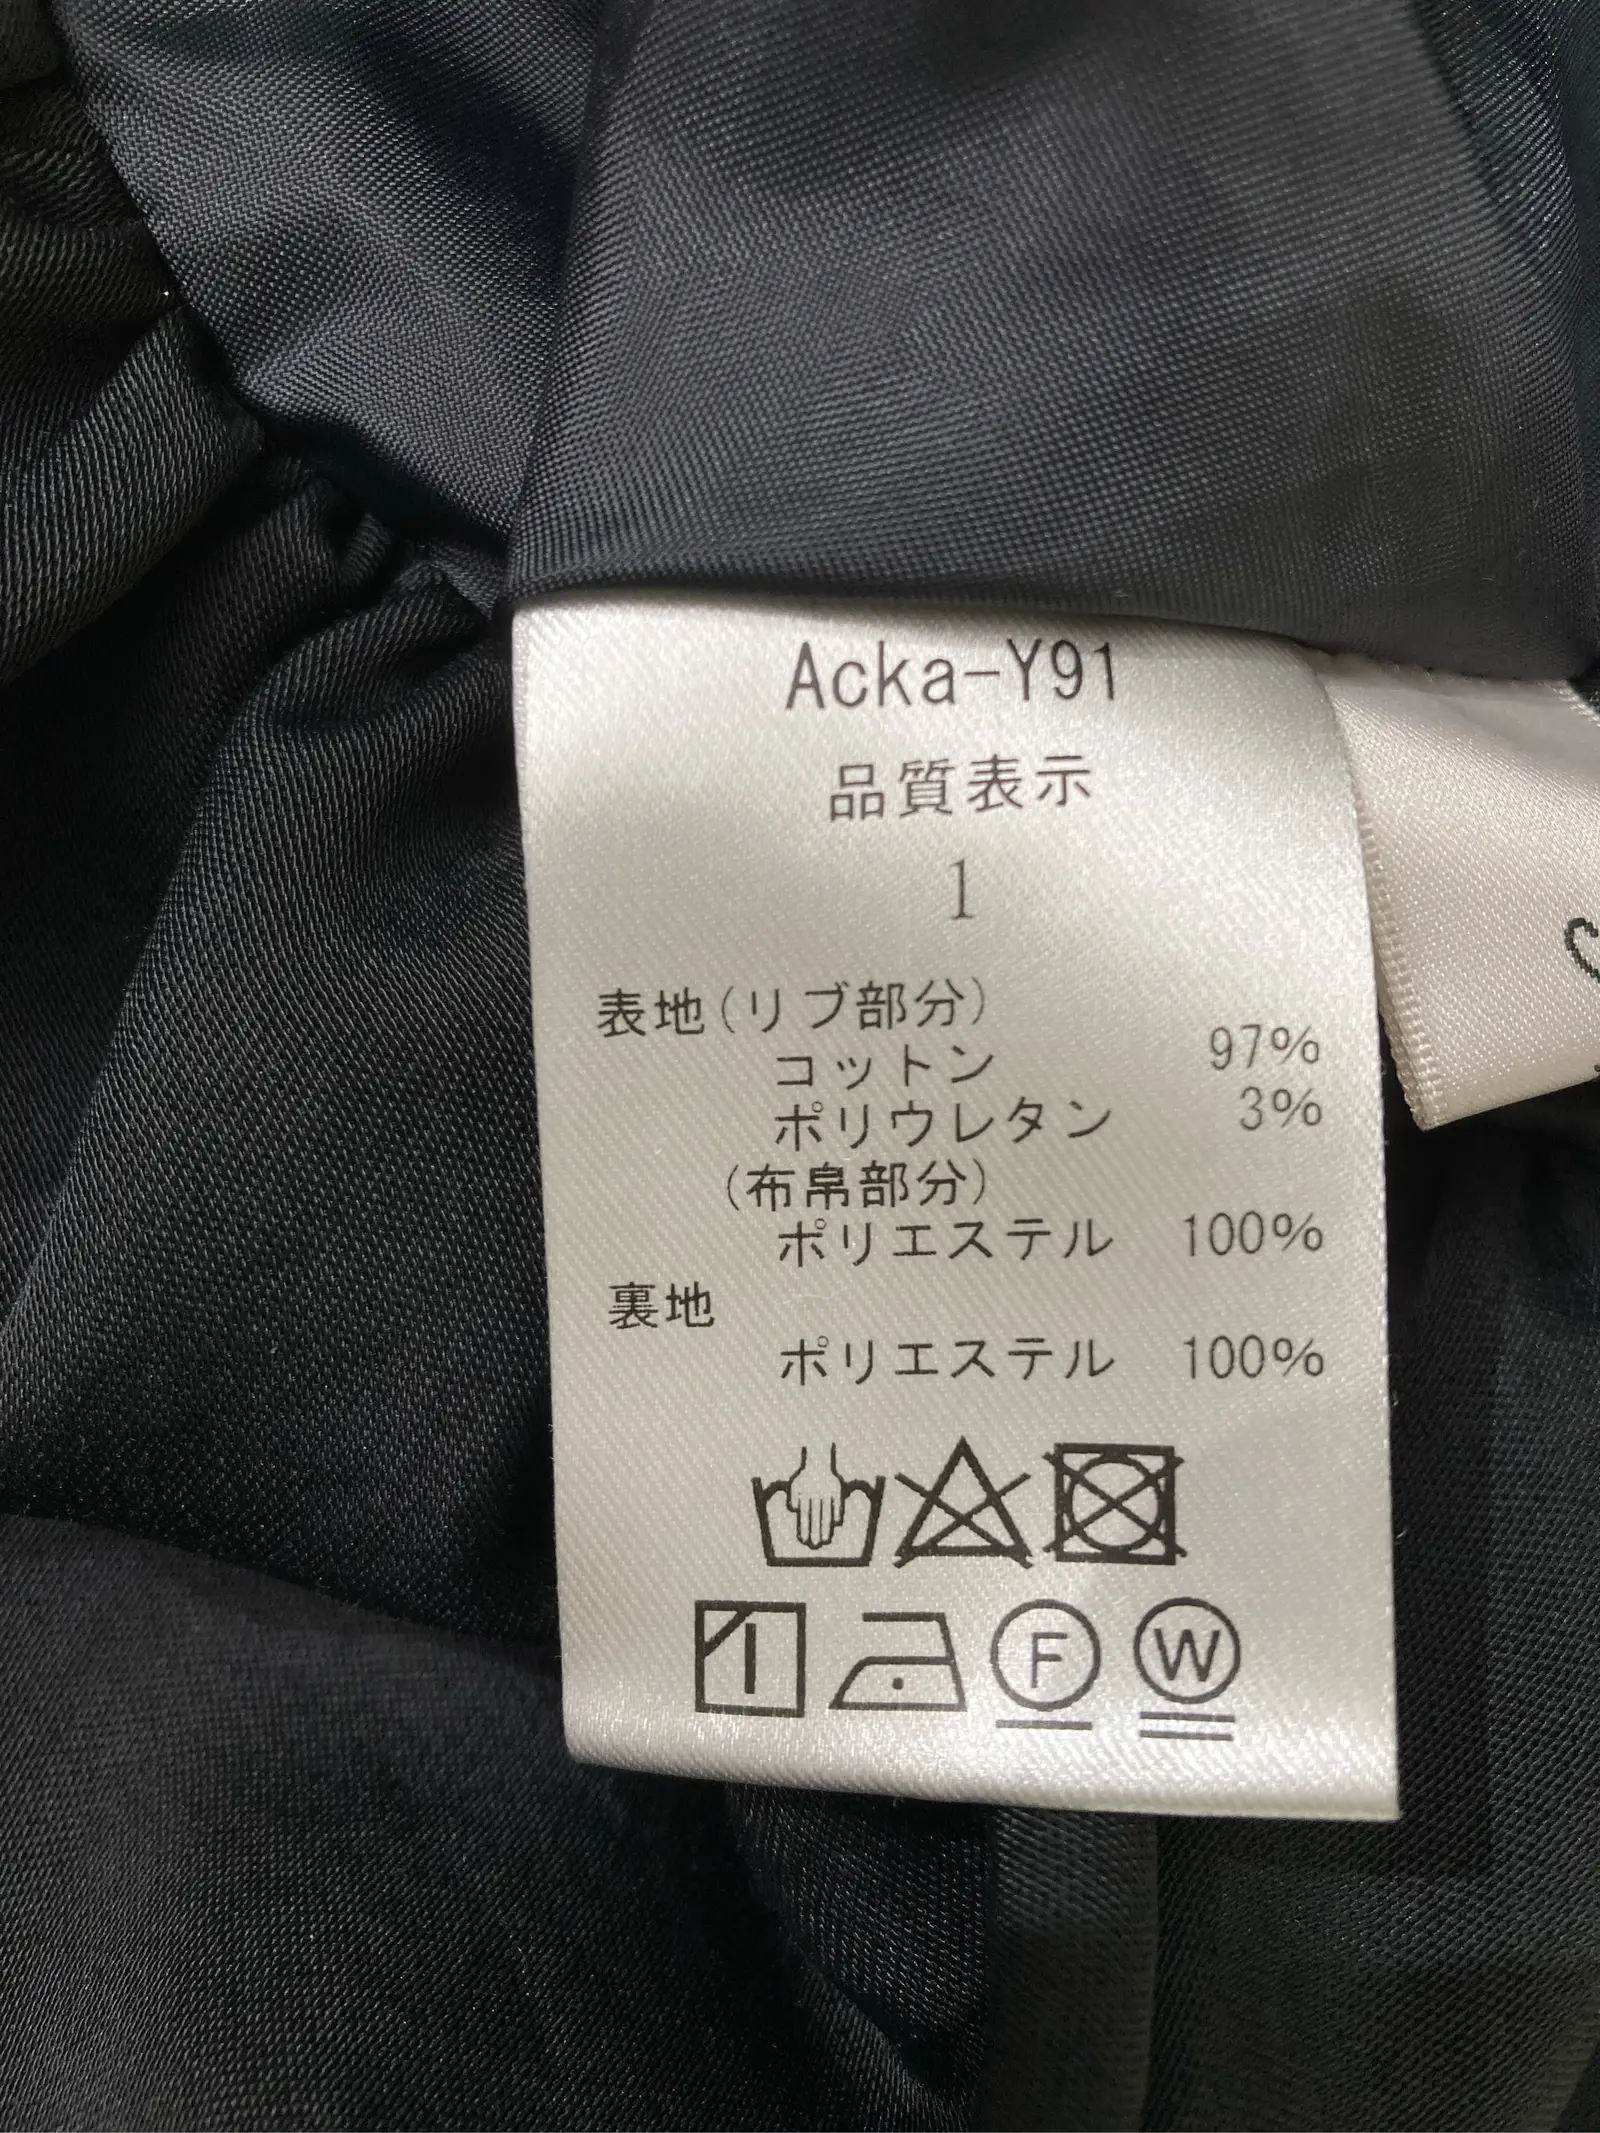 Acka-Y91
品質表示
1
表地(リブ部分)
コットン 97%
ポリウレタン 3%
(布帛部分)
ポリエステル 100%
裏地
ポリエステル 100%
F W